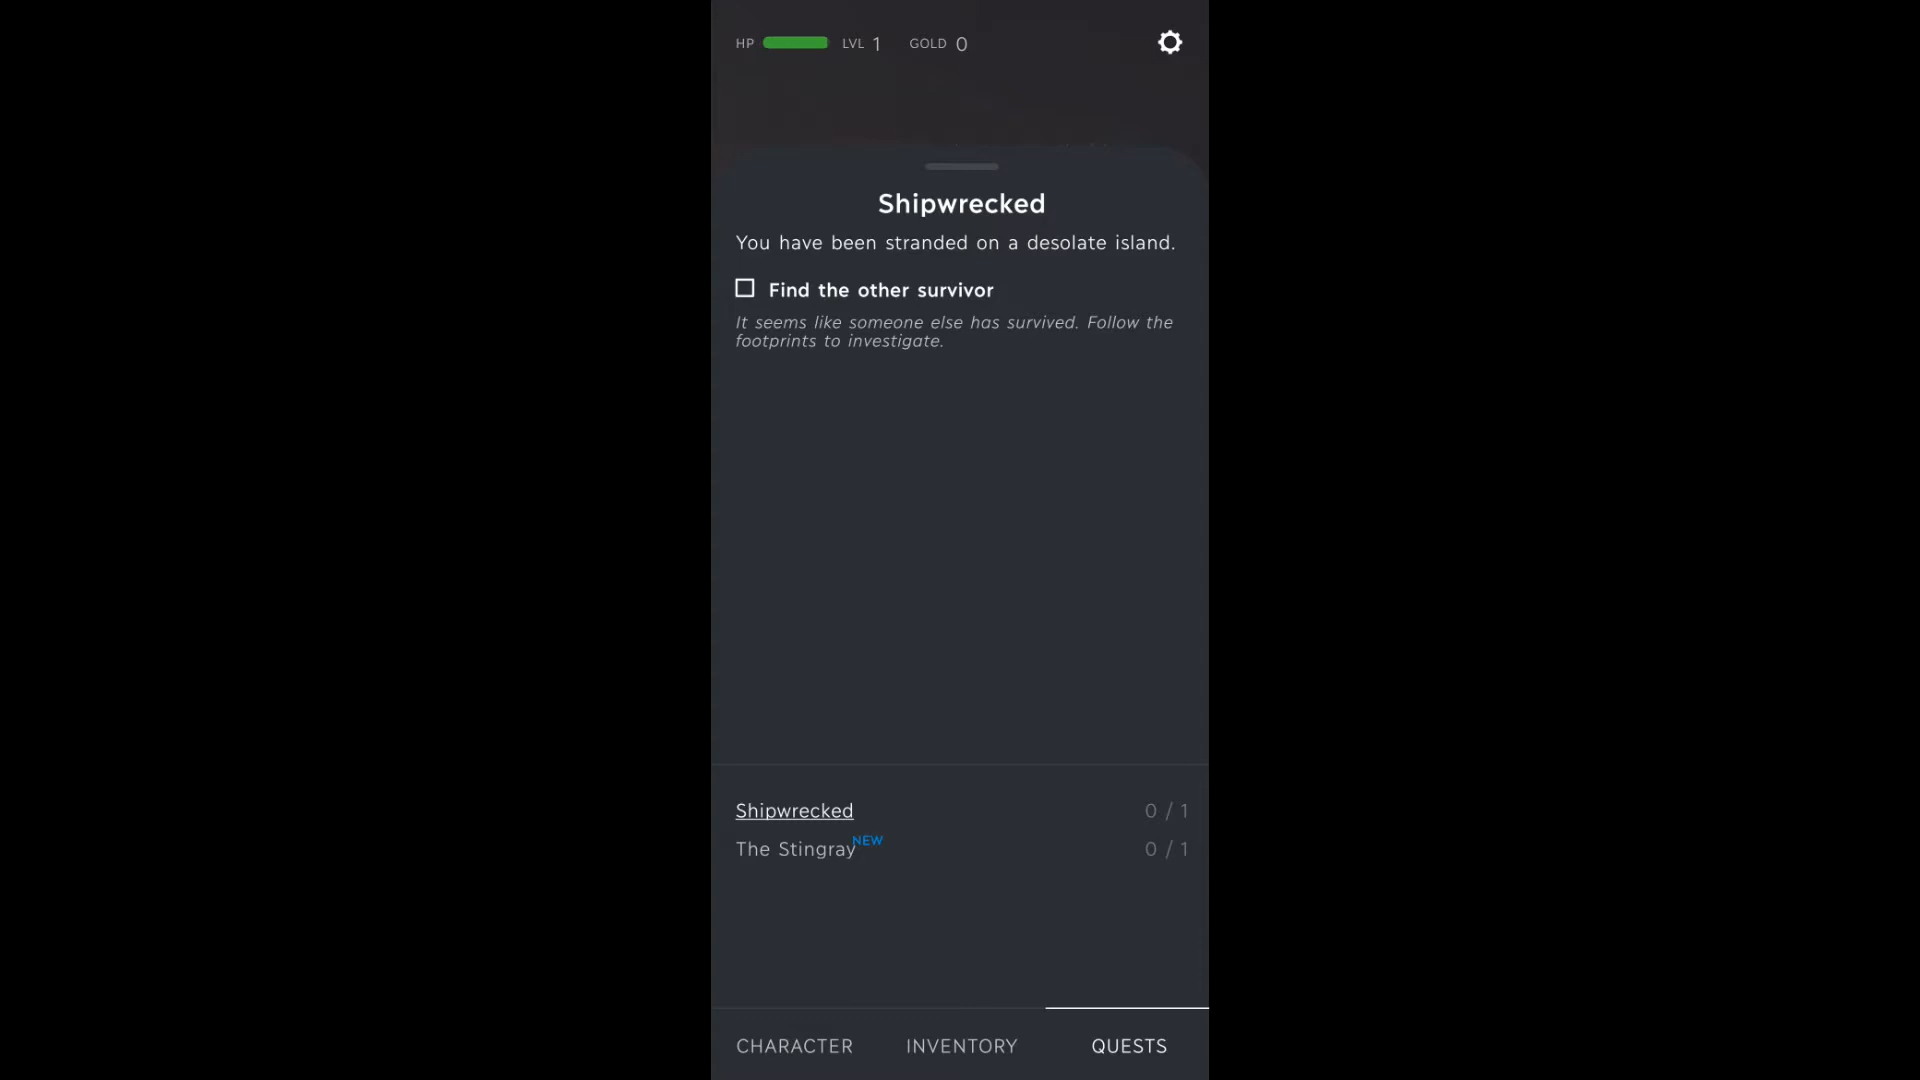 HP LVL 1 GOLD 0
Shipwrecked
You have been stranded on a desolate island.
Find the other survivor
It seems like someone else has survived. Follow the
footprints to investigate.
Shipwrecked 0 / 1
The Stingray NEW 0 / 1
CHARACTER INVENTORY QUESTS